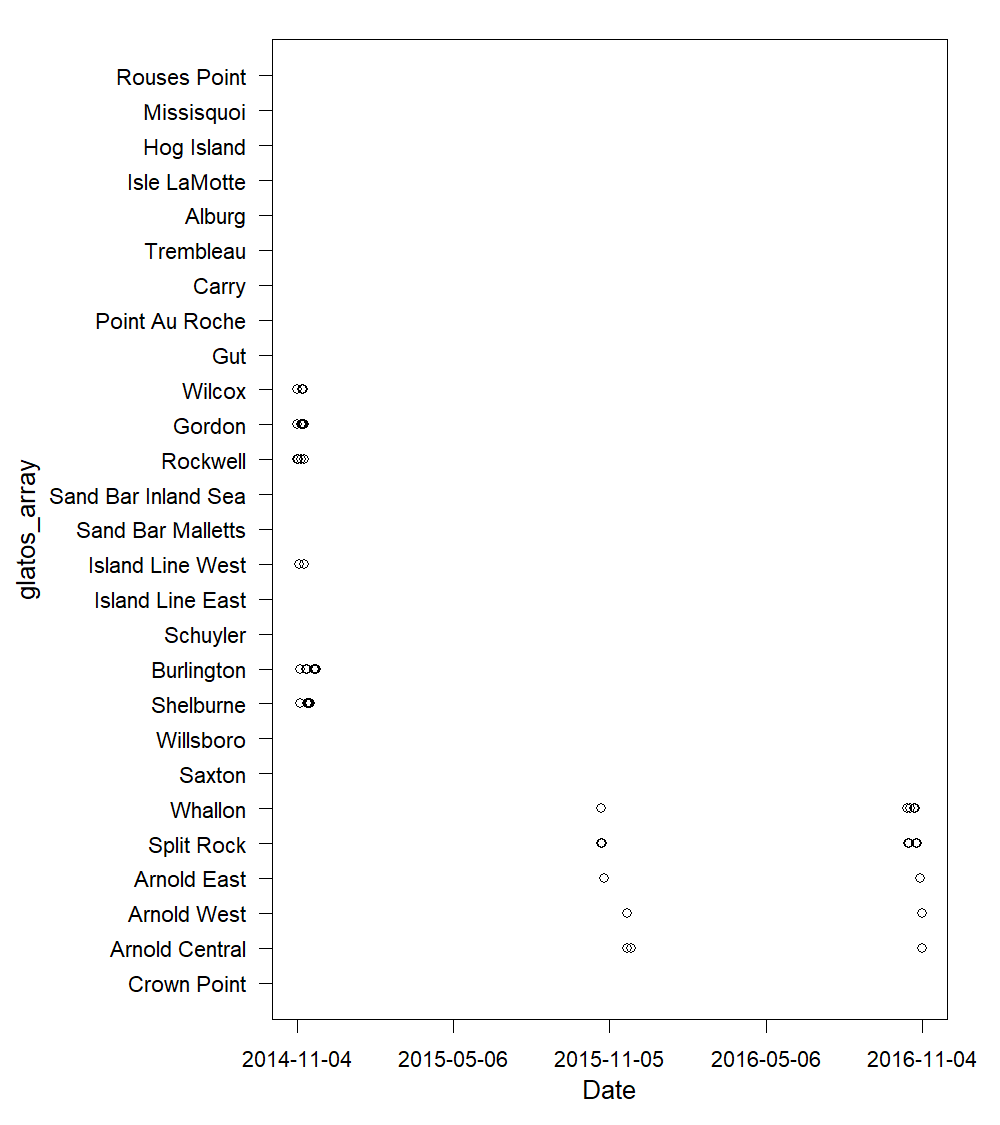 Rouses Point
Missisquoi
Hog Island
Isle LaMotte
Alburg
Trembleau
Carry
Point Au Roche
Gut
Wilcox
Gordon
Rockwell
Sand Bar Inland Sea
Sand Bar Malletts
Island Line West
Island Line East
Schuyler
Burlington
Shelburne
Willsboro
Saxton
Whallon
Split Rock
Arnold East
Arnold West
Arnold Central
Crown Point
glatos_array
2014-11-04 2015-05-06 2015-11-05 2016-05-06 2016-11-04
Date